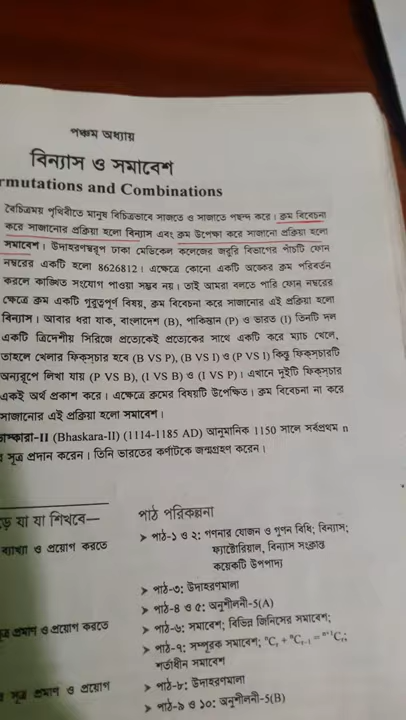 পঞ্চম অধ্যায়
বিন্যাস ও সমাবেশ
rmutations and Combinations
বৈচিত্রময় পৃথিবীতে মানুষ বিচিত্রভাবে সাজতে ও সাজাতে পছন্দ করে। ক্রম বিবেচনা
করে সাজানোর প্রক্রিয়া হলো বিন্যাস এবং ক্রম উপেক্ষা করে সাজানো প্রক্রিয়া হলো
সমাবেশ। উদাহরণস্বরূপ ঢাকা মেডিকেল কলেজের জরুরি বিভাগের পাঁচটি ফোন
নম্বরের একটি হলো 8626812। এক্ষেত্রে কোনো একটি অঙ্কের ক্রম পরিবর্তন
করলে কাঙ্ক্ষিত সংযোগ পাওয়া সম্ভব নয়। তাই আমরা বলতে পারি ফোন নম্বরের
ক্ষেত্রে ক্রম একটি গুরুত্বপূর্ণ বিষয়, ক্রম বিবেচনা করে সাজানোর এই প্রক্রিয়া হলো
বিন্যাস। আবার ধরা যাক, বাংলাদেশ (B), পাকিস্তান (P) ও ভারত (I) তিনটি দল
একটি ত্রিদেশীয় সিরিজে প্রত্যেকেই প্রত্যেকের সাথে একটি করে ম্যাচ খেলে,
তাহলে খেলার ফিক্সচার হবে (B VS P), (B VS I) ও (P VS I) কিন্তু ফিক্সচারটি
অন্যরূপে লিখা যায় (P VS B), (I VS B) ও (I VS P)। এখানে দুইটি ফিক্সচার
একই অর্থ প্রকাশ করে। এক্ষেত্রে ক্রমের বিষয়টি উপেক্ষিত। ক্রম বিবেচনা না করে
সাজানোর এই প্রক্রিয়া হলো সমাবেশ।
ভাস্কারা-II (Bhaskara-II) (1114-1185 AD) আনুমানিক 1150 সালে সর্বপ্রথম n
সূত্র প্রদান করেন। তিনি ভারতের কর্ণাটকে জন্মগ্রহণ করেন।
ড়ে যা যা শিখবে—
ব্যাখ্যা ও প্রয়োগ করতে
সূত্র প্রমাণ ও প্রয়োগ করতে
র সূত্র প্রমাণ ও প্রয়োগ
পাঠ পরিকল্পনা
➤ পাঠ-১ ও ২: গণনার যোজন ও গুণন বিধি; বিন্যাস;
ফ্যাক্টোরিয়াল, বিন্যাস সংক্রান্ত
কয়েকটি উপপাদ্য
➤ পাঠ-৩: উদাহরণমালা
➤ পাঠ-৪ ও ৫: অনুশীলনী-5(A)
➤ পাঠ-৬: সমাবেশ; বিভিন্ন জিনিসের সমাবেশ;
➤ পাঠ-৭: সম্পূরক সমাবেশ; ⁿCᵣ + ⁿCᵣ₋₁ = ⁿ⁺¹Cᵣ;
শর্তাধীন সমাবেশ
➤ পাঠ-৮: উদাহরণমালা
➤ পাঠ-৯ ও ১০: অনুশীলনী-5(B)